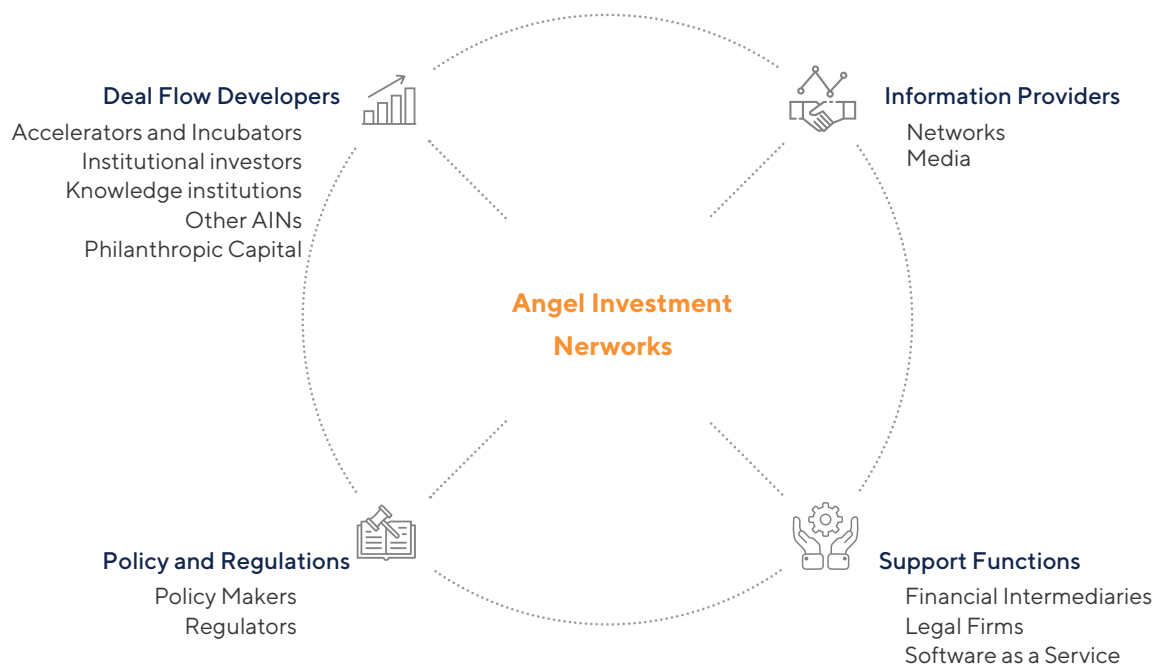 Deal Flow Developers
Accelerators and Incubators
Institutional investors
Knowledge institutions
Other AINs
Philanthropic Capital
Information Providers
Networks
Media
Angel Investment
Nerworks
Policy and Regulations
Policy Makers
Regulators
Support Functions
Financial Intermediaries
Legal Firms
Software as a Service